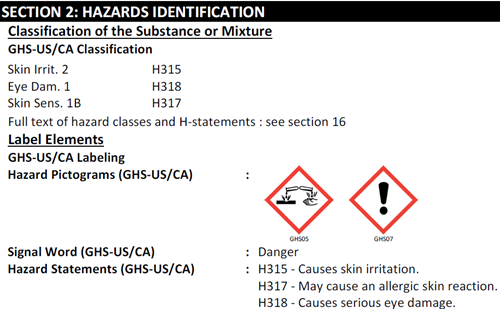 SECTION 2: HAZARDS IDENTIFICATION
Classification of the Substance or Mixture
GHS-US/CA Classification
Skin Irrit. 2 H315
Eye Dam. 1 H318
Skin Sens. 1B H317
Full text of hazard classes and H-statements : see section 16
Label Elements
GHS-US/CA Labeling
Hazard Pictograms (GHS-US/CA) :
GHS05 GHS07
Signal Word (GHS-US/CA) : Danger
Hazard Statements (GHS-US/CA) : H315 - Causes skin irritation.
H317 - May cause an allergic skin reaction.
H318 - Causes serious eye damage.